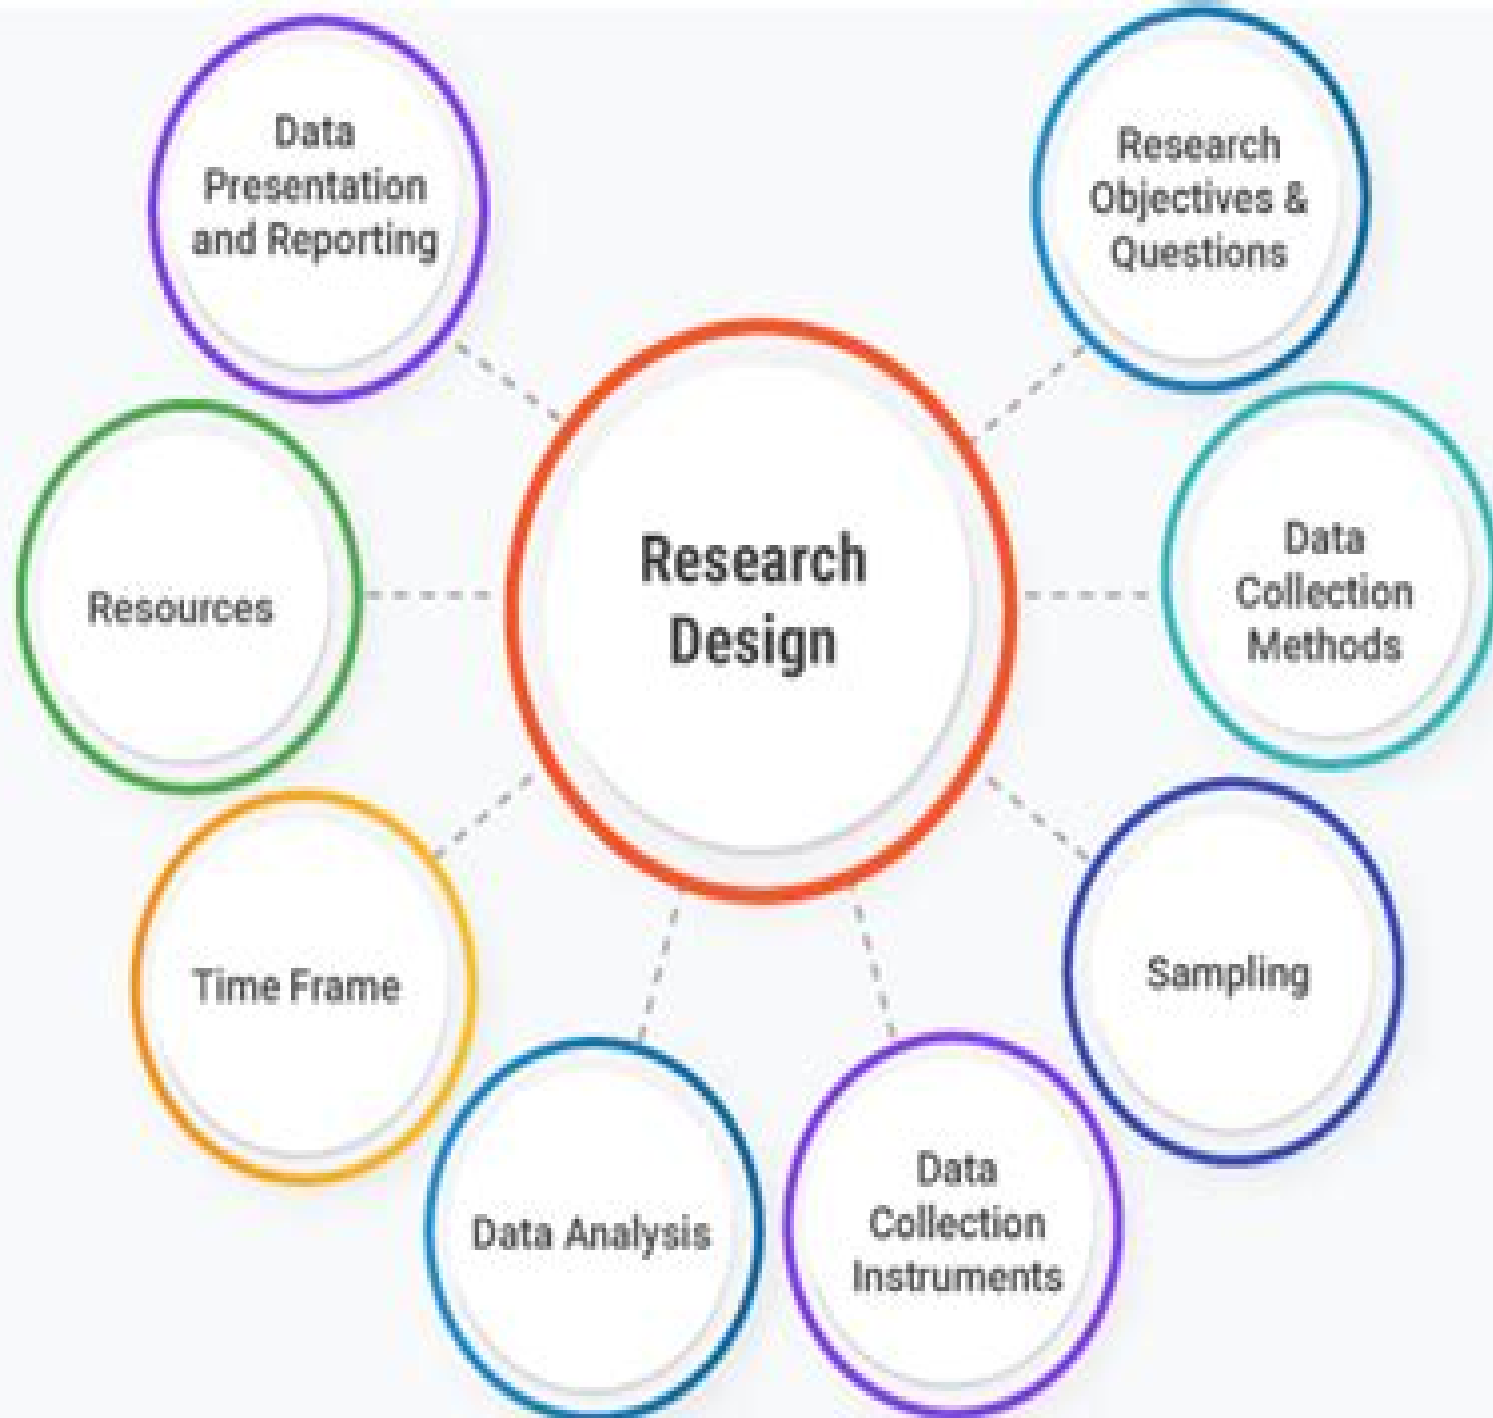 Data
Presentation
and Reporting
Research
Objectives &
Questions
Resources
Research
Design
Data
Collection
Methods
Time Frame
Sampling
Data Analysis
Data
Collection
Instruments